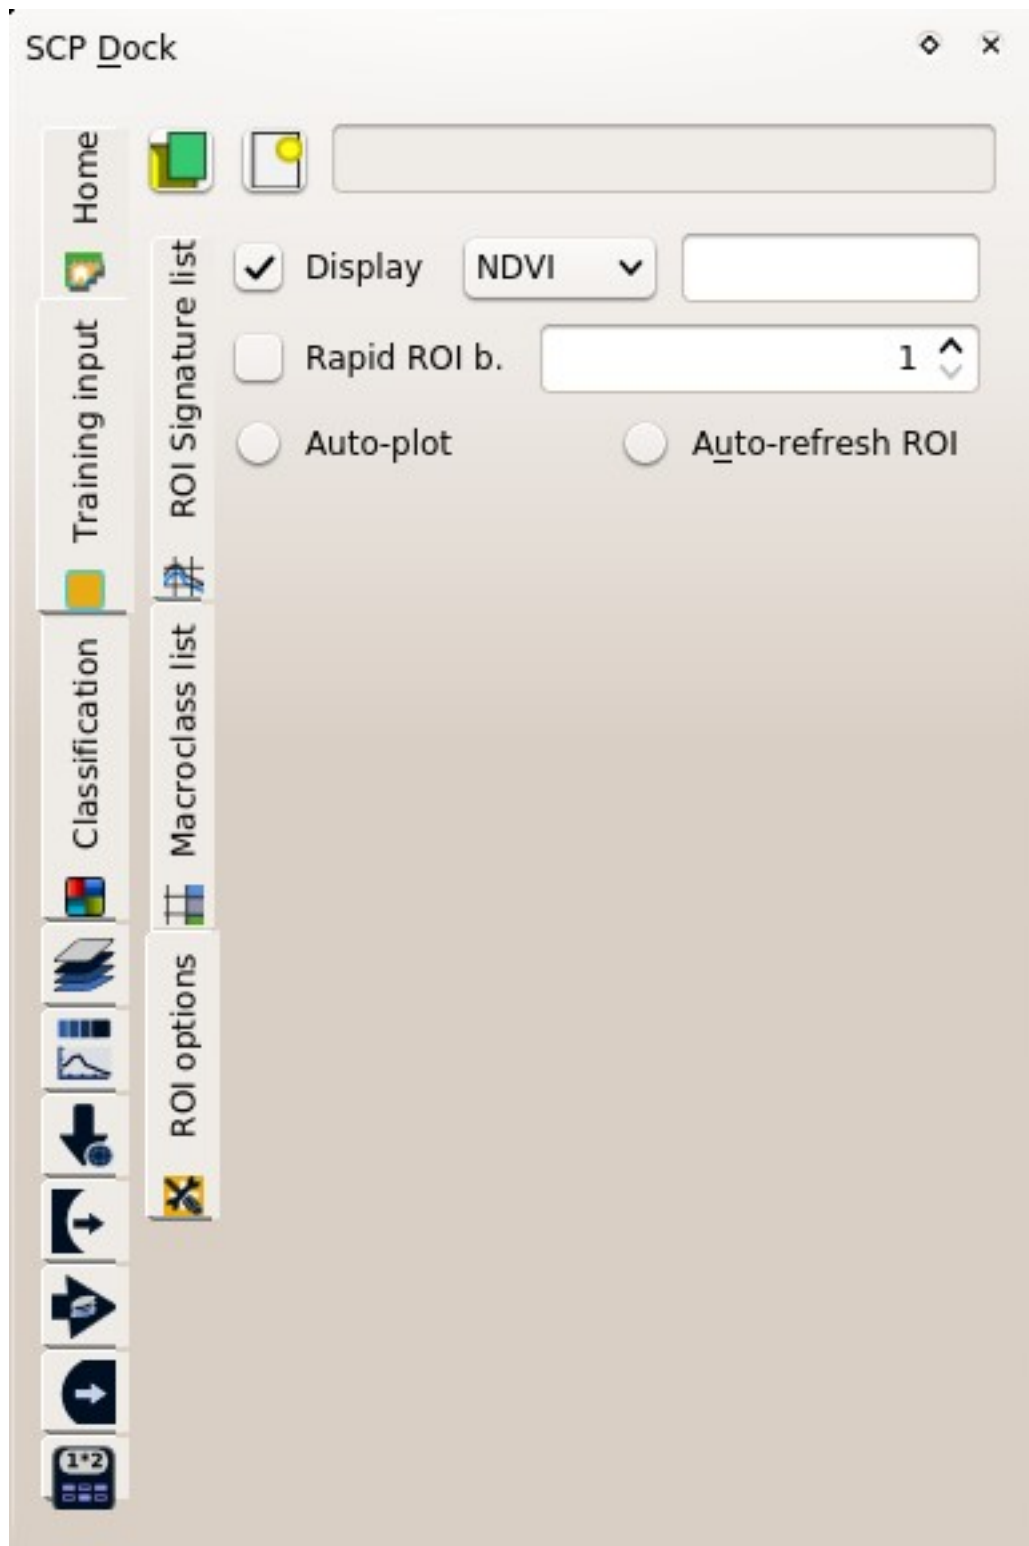 SCP Dock
Home
Training input
Classification
ROI Signature list
Macroclass list
ROI options
Display NDVI
Rapid ROI b. 1
Auto-plot Auto-refresh ROI
1*2